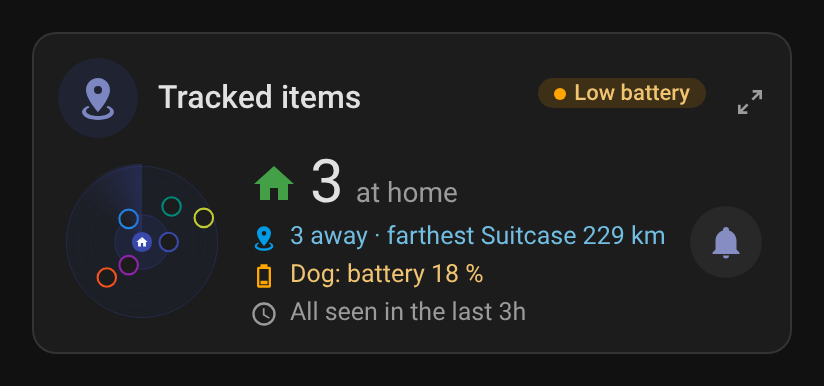 Tracked items
Low battery
3 at home
3 away · farthest Suitcase 229 km
Dog: battery 18 %
All seen in the last 3h